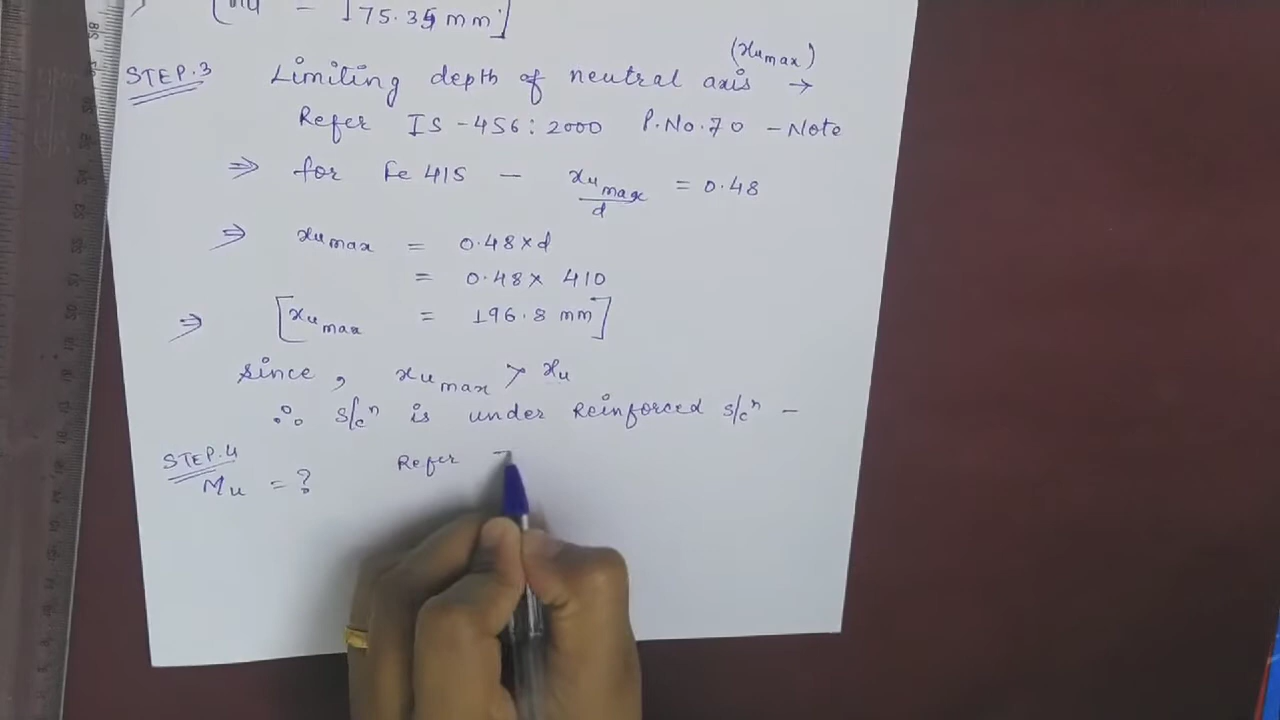 [xu = 175.35 mm]
STEP.3 Limiting depth of neutral axis (xumax) →
Refer IS-456:2000 P.No.70 - Note
⇒ for Fe 415 - xumax/d = 0.48
⇒ xumax = 0.48×d
= 0.48× 410
⇒ [xumax = 196.8 mm]
since, xumax > xu
∴ s/cn is under Reinforced s/cn -
STEP.4 Refer
Mu = ?